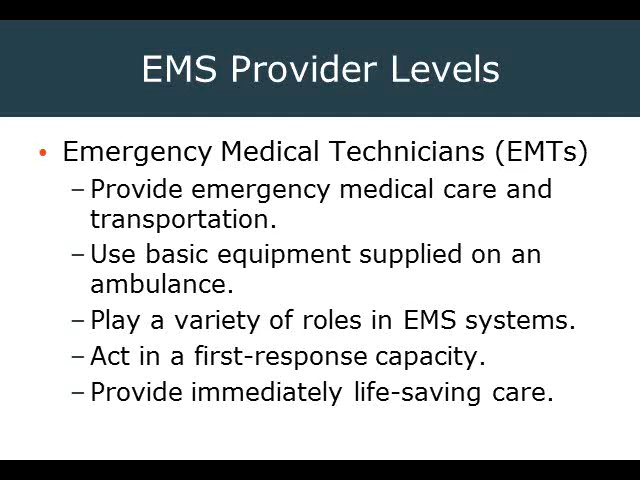 EMS Provider Levels
• Emergency Medical Technicians (EMTs)
– Provide emergency medical care and
transportation.
– Use basic equipment supplied on an
ambulance.
– Play a variety of roles in EMS systems.
– Act in a first-response capacity.
– Provide immediately life-saving care.